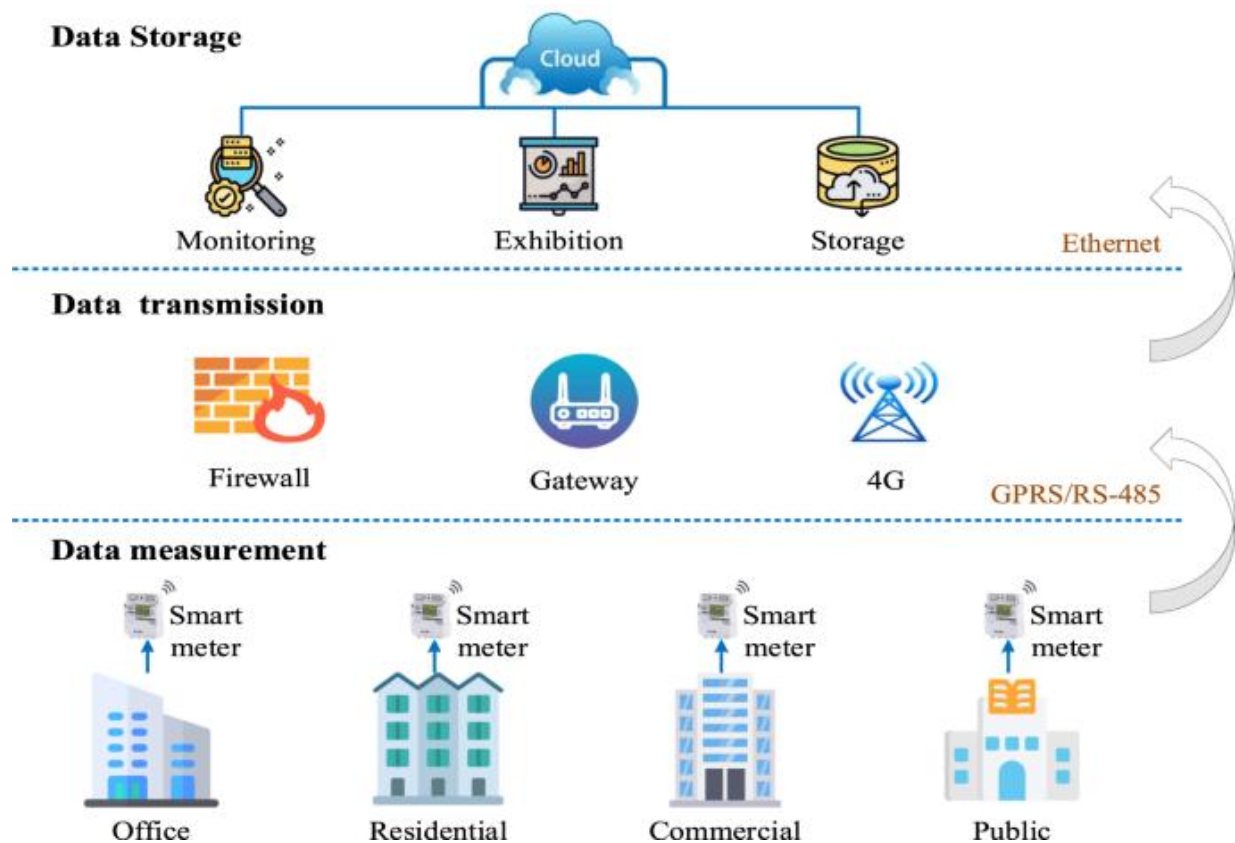 Data Storage
Cloud
Monitoring
Exhibition
Storage
Ethernet
Data transmission
Firewall
Gateway
4G
GPRS/RS-485
Data measurement
Smart
meter
Smart
meter
Smart
meter
Smart
meter
Office
Residential
Commercial
Public